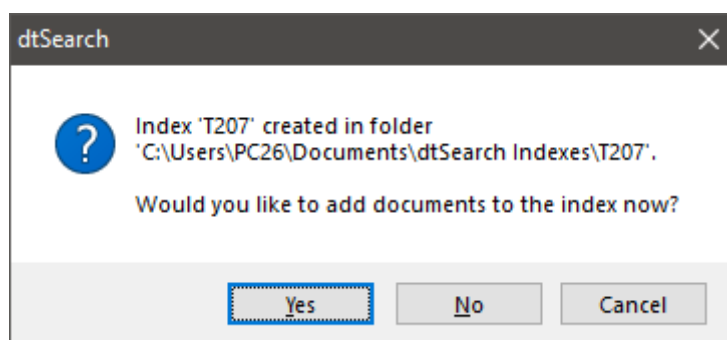 dtSearch
Index 'T207' created in folder
'C:\Users\PC26\Documents\dtSearch Indexes\T207'.
Would you like to add documents to the index now?
Yes
No
Cancel